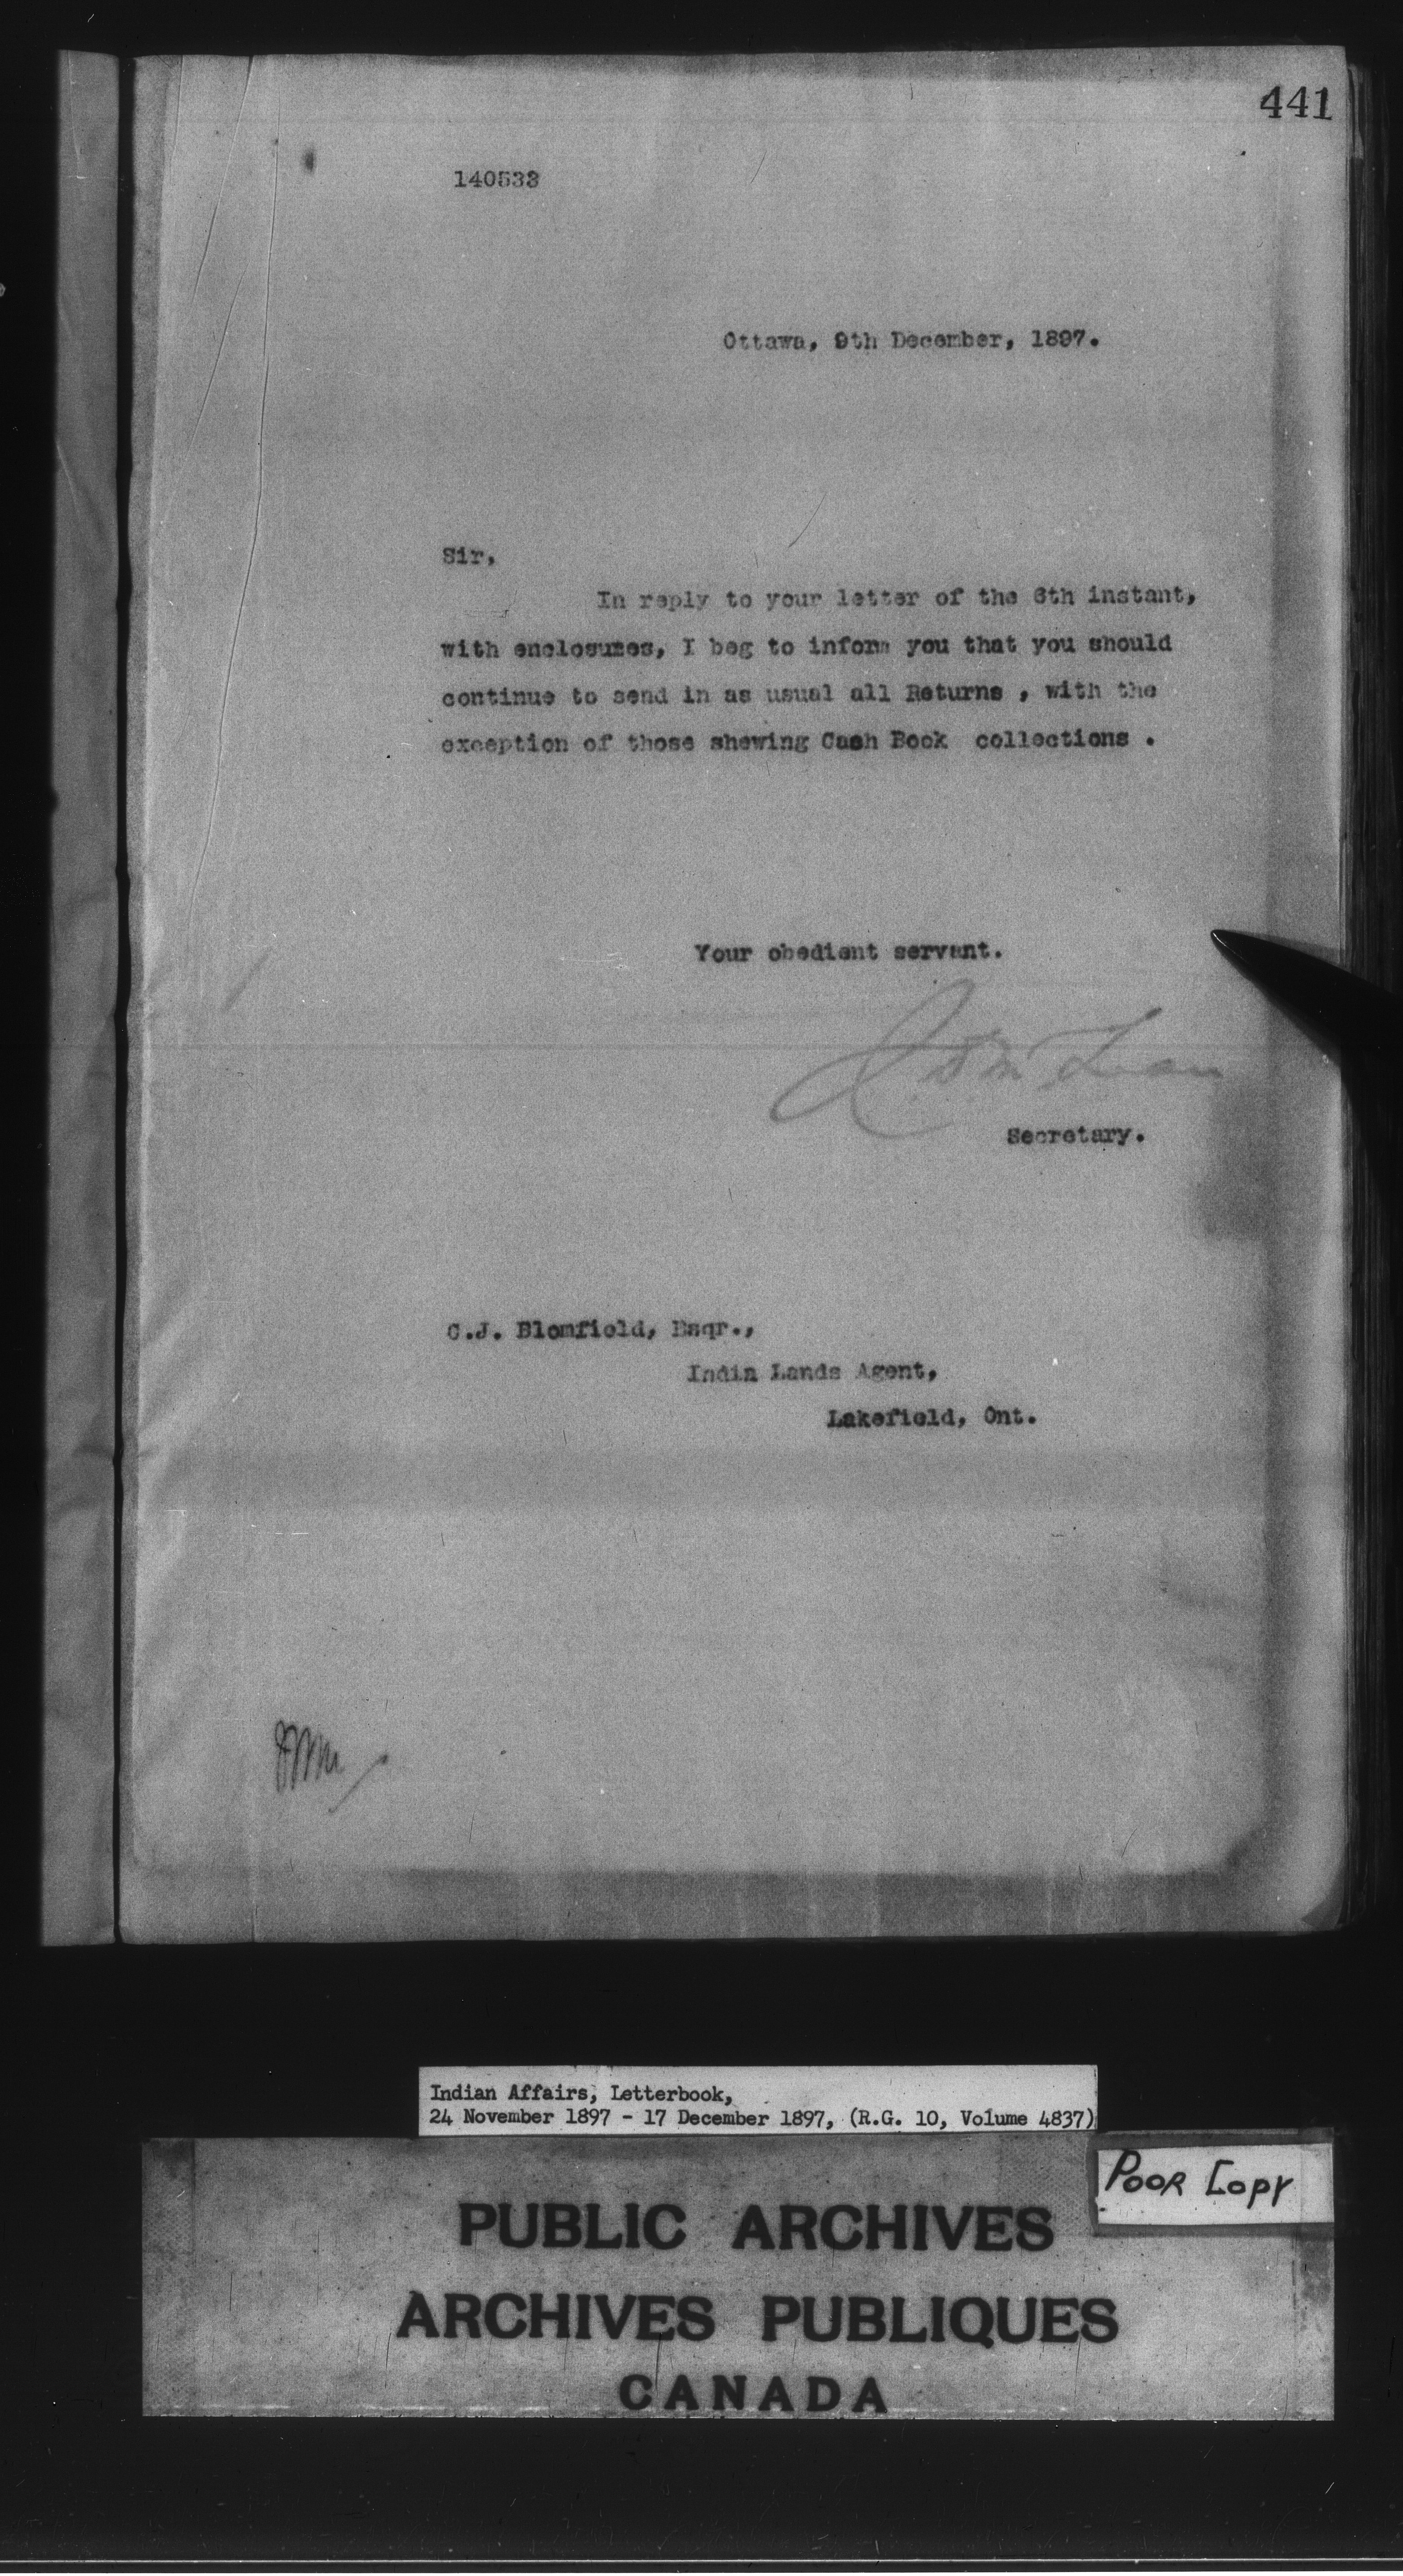 441
140533
Ottawa, 9th December, 1897.
Sir,
In reply to your letter of the 6th instant,
with enclosures, I beg to inform you that you should
continue to send in as usual all Returns , with the
exception of those shewing Cash Book collections .
Your obedient servant.
Secretary.
C.J. Blomfield, Esqr.,
Indin Lands Agent,
Lakefield, Ont.
Indian Affairs, Letterbook,
24 November 1897 - 17 December 1897, (R.G. 10, Volume 4837)
POOR COPY
PUBLIC ARCHIVES
ARCHIVES PUBLIQUES
CANADA